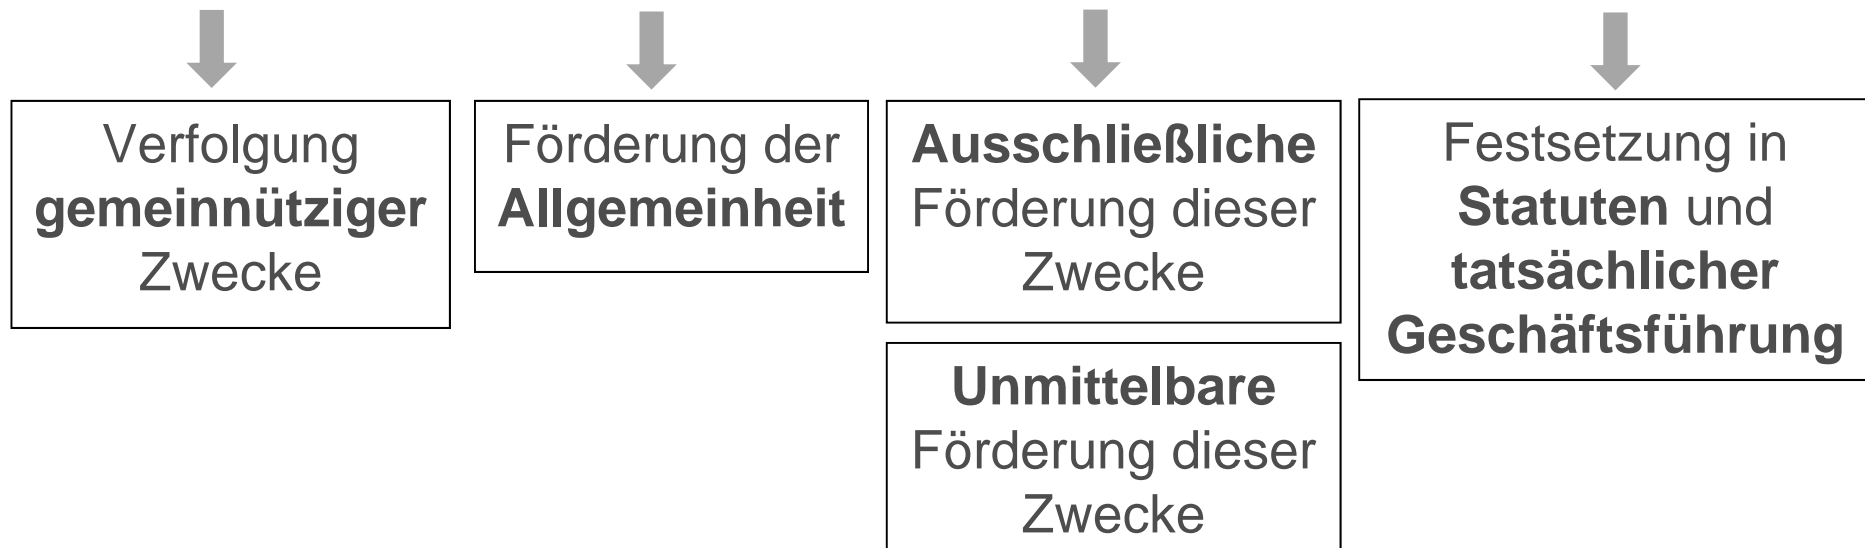 Verfolgung
gemeinnütziger
Zwecke
Förderung der
Allgemeinheit
Ausschließliche
Förderung dieser
Zwecke
Unmittelbare
Förderung dieser
Zwecke
Festsetzung in
Statuten und
tatsächlicher
Geschäftsführung